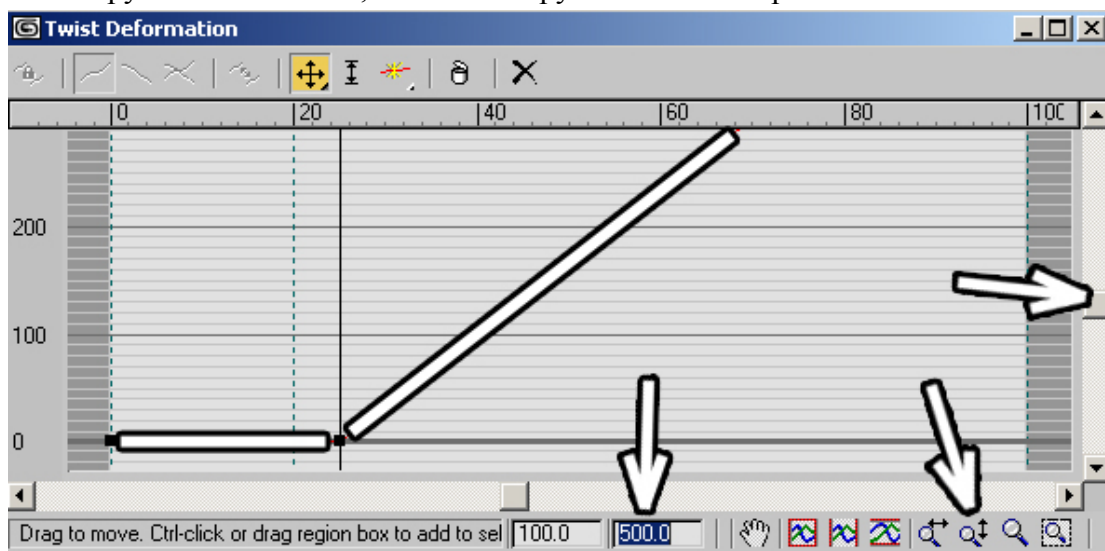 Twist Deformation
0 20 40 60 80 100
200
100
0
Drag to move. Ctrl-click or drag region box to add to sel 100.0 500.0